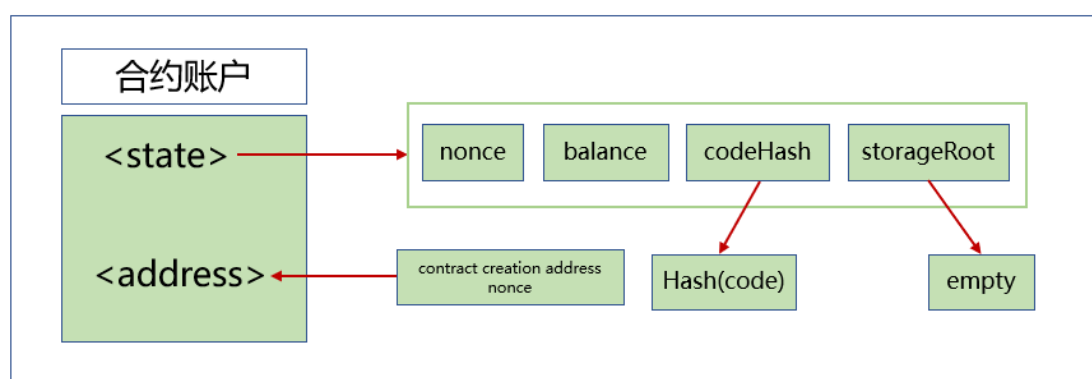 合约账户
<state>
nonce
balance
codeHash
storageRoot
<address>
contract creation address
nonce
Hash(code)
empty